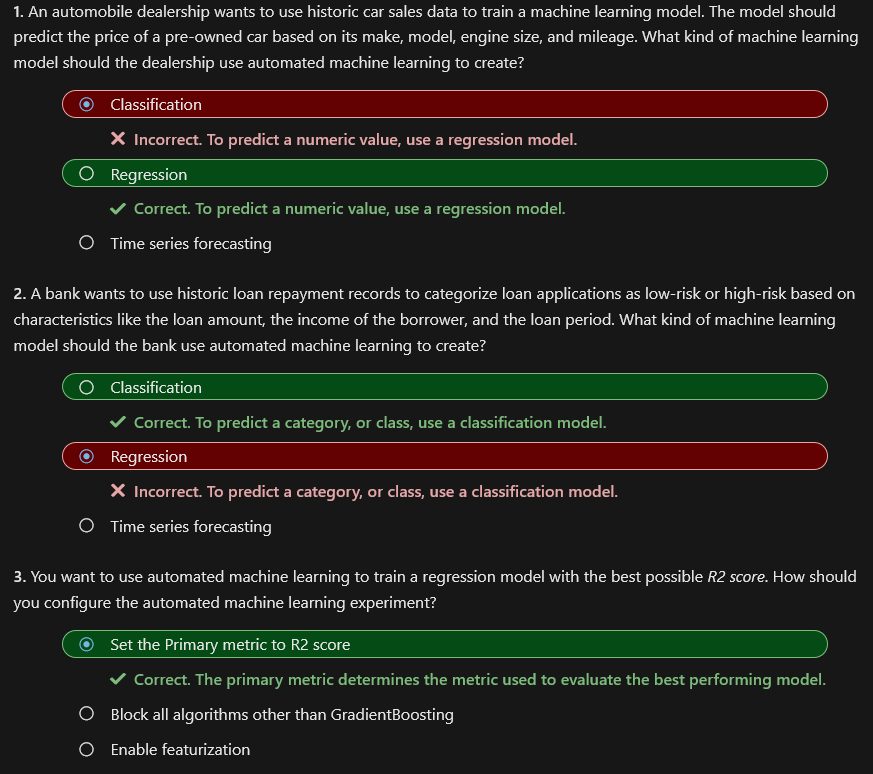 1. An automobile dealership wants to use historic car sales data to train a machine learning model. The model should
predict the price of a pre-owned car based on its make, model, engine size, and mileage. What kind of machine learning
model should the dealership use automated machine learning to create?
Classification
Incorrect. To predict a numeric value, use a regression model.
Regression
Correct. To predict a numeric value, use a regression model.
Time series forecasting
2. A bank wants to use historic loan repayment records to categorize loan applications as low-risk or high-risk based on
characteristics like the loan amount, the income of the borrower, and the loan period. What kind of machine learning
model should the bank use automated machine learning to create?
Classification
Correct. To predict a category, or class, use a classification model.
Regression
Incorrect. To predict a category, or class, use a classification model.
Time series forecasting
3. You want to use automated machine learning to train a regression model with the best possible R2 score. How should
you configure the automated machine learning experiment?
Set the Primary metric to R2 score
Correct. The primary metric determines the metric used to evaluate the best performing model.
Block all algorithms other than GradientBoosting
Enable featurization